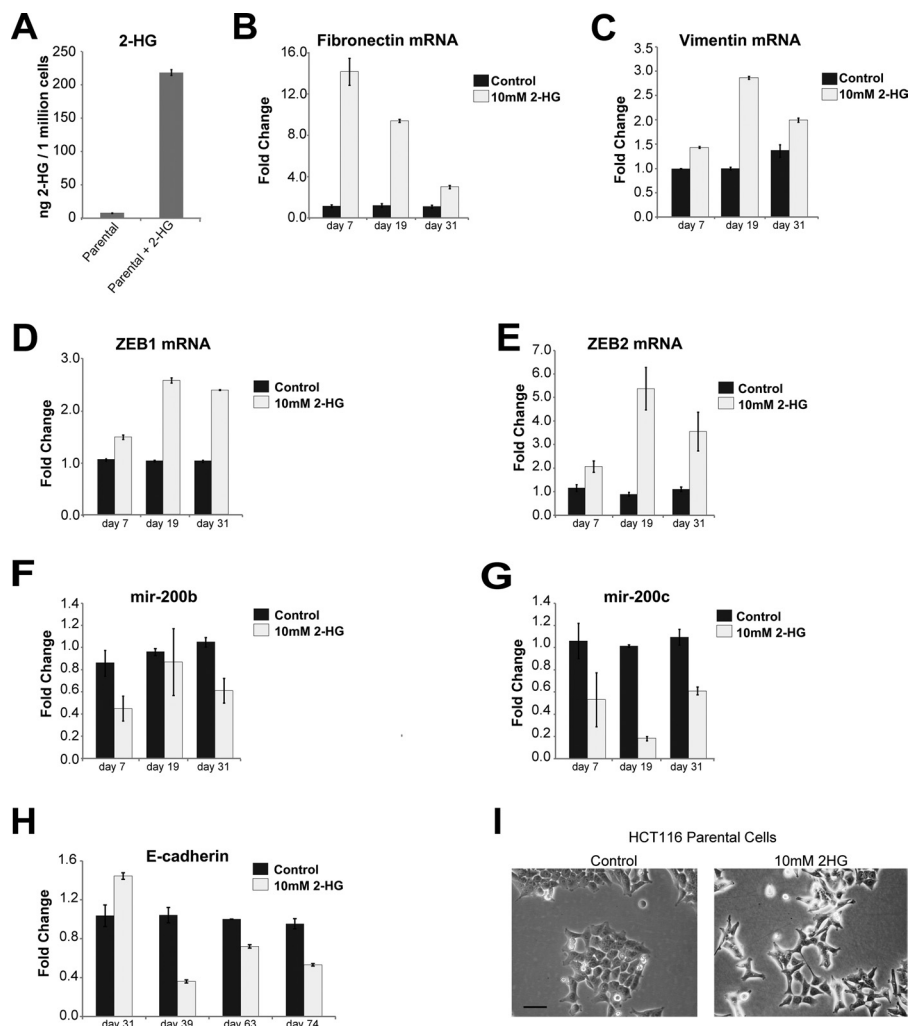 A
2-HG
ng 2-HG / 1 million cells
250
200
150
100
50
0
Parental
Parental + 2-HG
B
Fibronectin mRNA
Fold Change
16.0
12.0
8.0
4.0
0.0
day 7 day 19 day 31
Control
10mM 2-HG
C
Vimentin mRNA
Fold Change
3.5
3.0
2.5
2.0
1.5
1.0
0.5
0.0
day 7 day 19 day 31
Control
10mM 2-HG
D
ZEB1 mRNA
Fold Change
3.0
2.0
1.0
0.0
day 7 day 19 day 31
Control
10mM 2-HG
E
ZEB2 mRNA
Fold Change
7.0
6.0
5.0
4.0
3.0
2.0
1.0
0.0
day 7 day 19 day 31
Control
10mM 2-HG
F
mir-200b
Fold Change
1.4
1.2
1.0
0.8
0.6
0.4
0.2
0.0
day 7 day 19 day 31
Control
10mM 2-HG
G
mir-200c
Fold Change
1.4
1.2
1.0
0.8
0.6
0.4
0.2
0.0
day 7 day 19 day 31
Control
10mM 2-HG
H
E-cadherin
Fold Change
1.6
1.2
0.8
0.4
0.0
day 31 day 39 day 63 day 74
Control
10mM 2-HG
I
HCT116 Parental Cells
Control 10mM 2HG